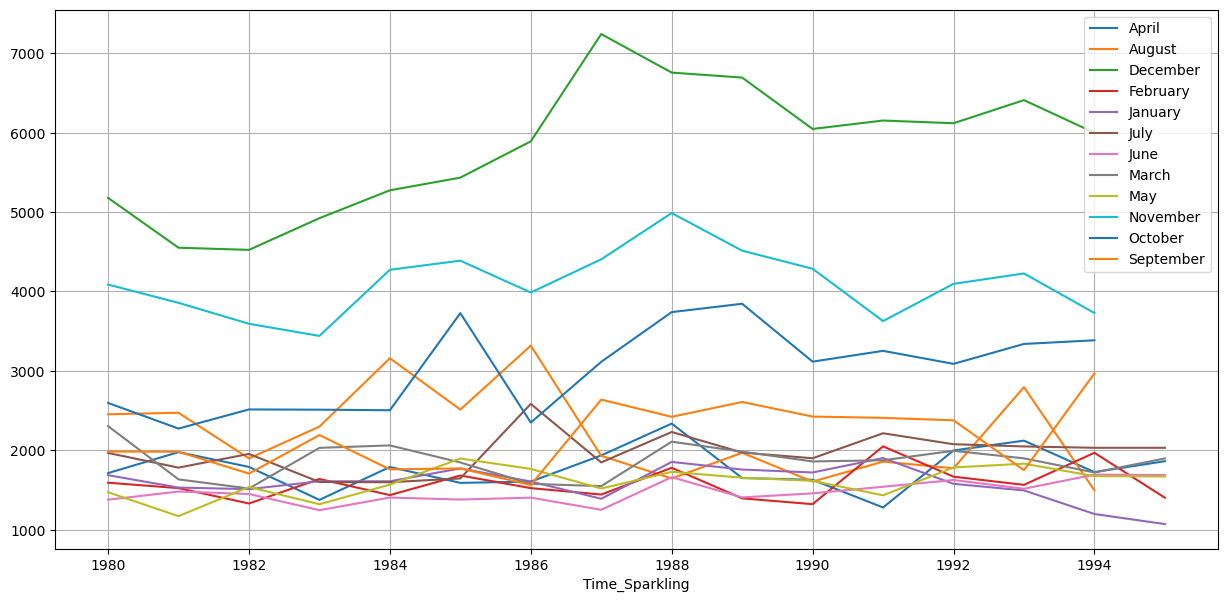 7000
6000
5000
4000
3000
2000
1000
April
August
December
February
January
July
June
March
May
November
October
September
1980 1982 1984 1986 1988 1990 1992 1994
Time_Sparkling